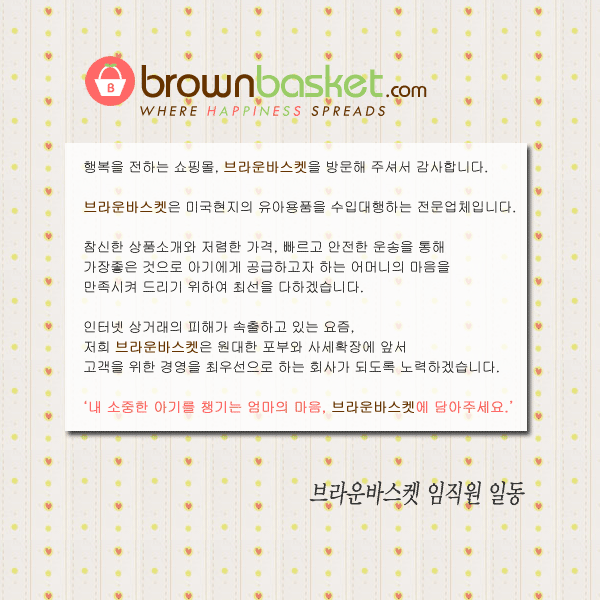 B
brownbasket.com
WHERE HAPPINESS SPREADS
행복을 전하는 쇼핑몰, 브라운바스켓을 방문해 주셔서 감사합니다.
브라운바스켓은 미국현지의 유아용품을 수입대행하는 전문업체입니다.
참신한 상품소개와 저렴한 가격, 빠르고 안전한 운송을 통해
가장좋은 것으로 아기에게 공급하고자 하는 어머니의 마음을
만족시켜 드리기 위하여 최선을 다하겠습니다.
인터넷 상거래의 피해가 속출하고 있는 요즘,
저희 브라운바스켓은 원대한 포부와 사세확장에 앞서
고객을 위한 경영을 최우선으로 하는 회사가 되도록 노력하겠습니다.
'내 소중한 아기를 챙기는 엄마의 마음, 브라운바스켓에 담아주세요.'
브라운바스켓 임직원 일동